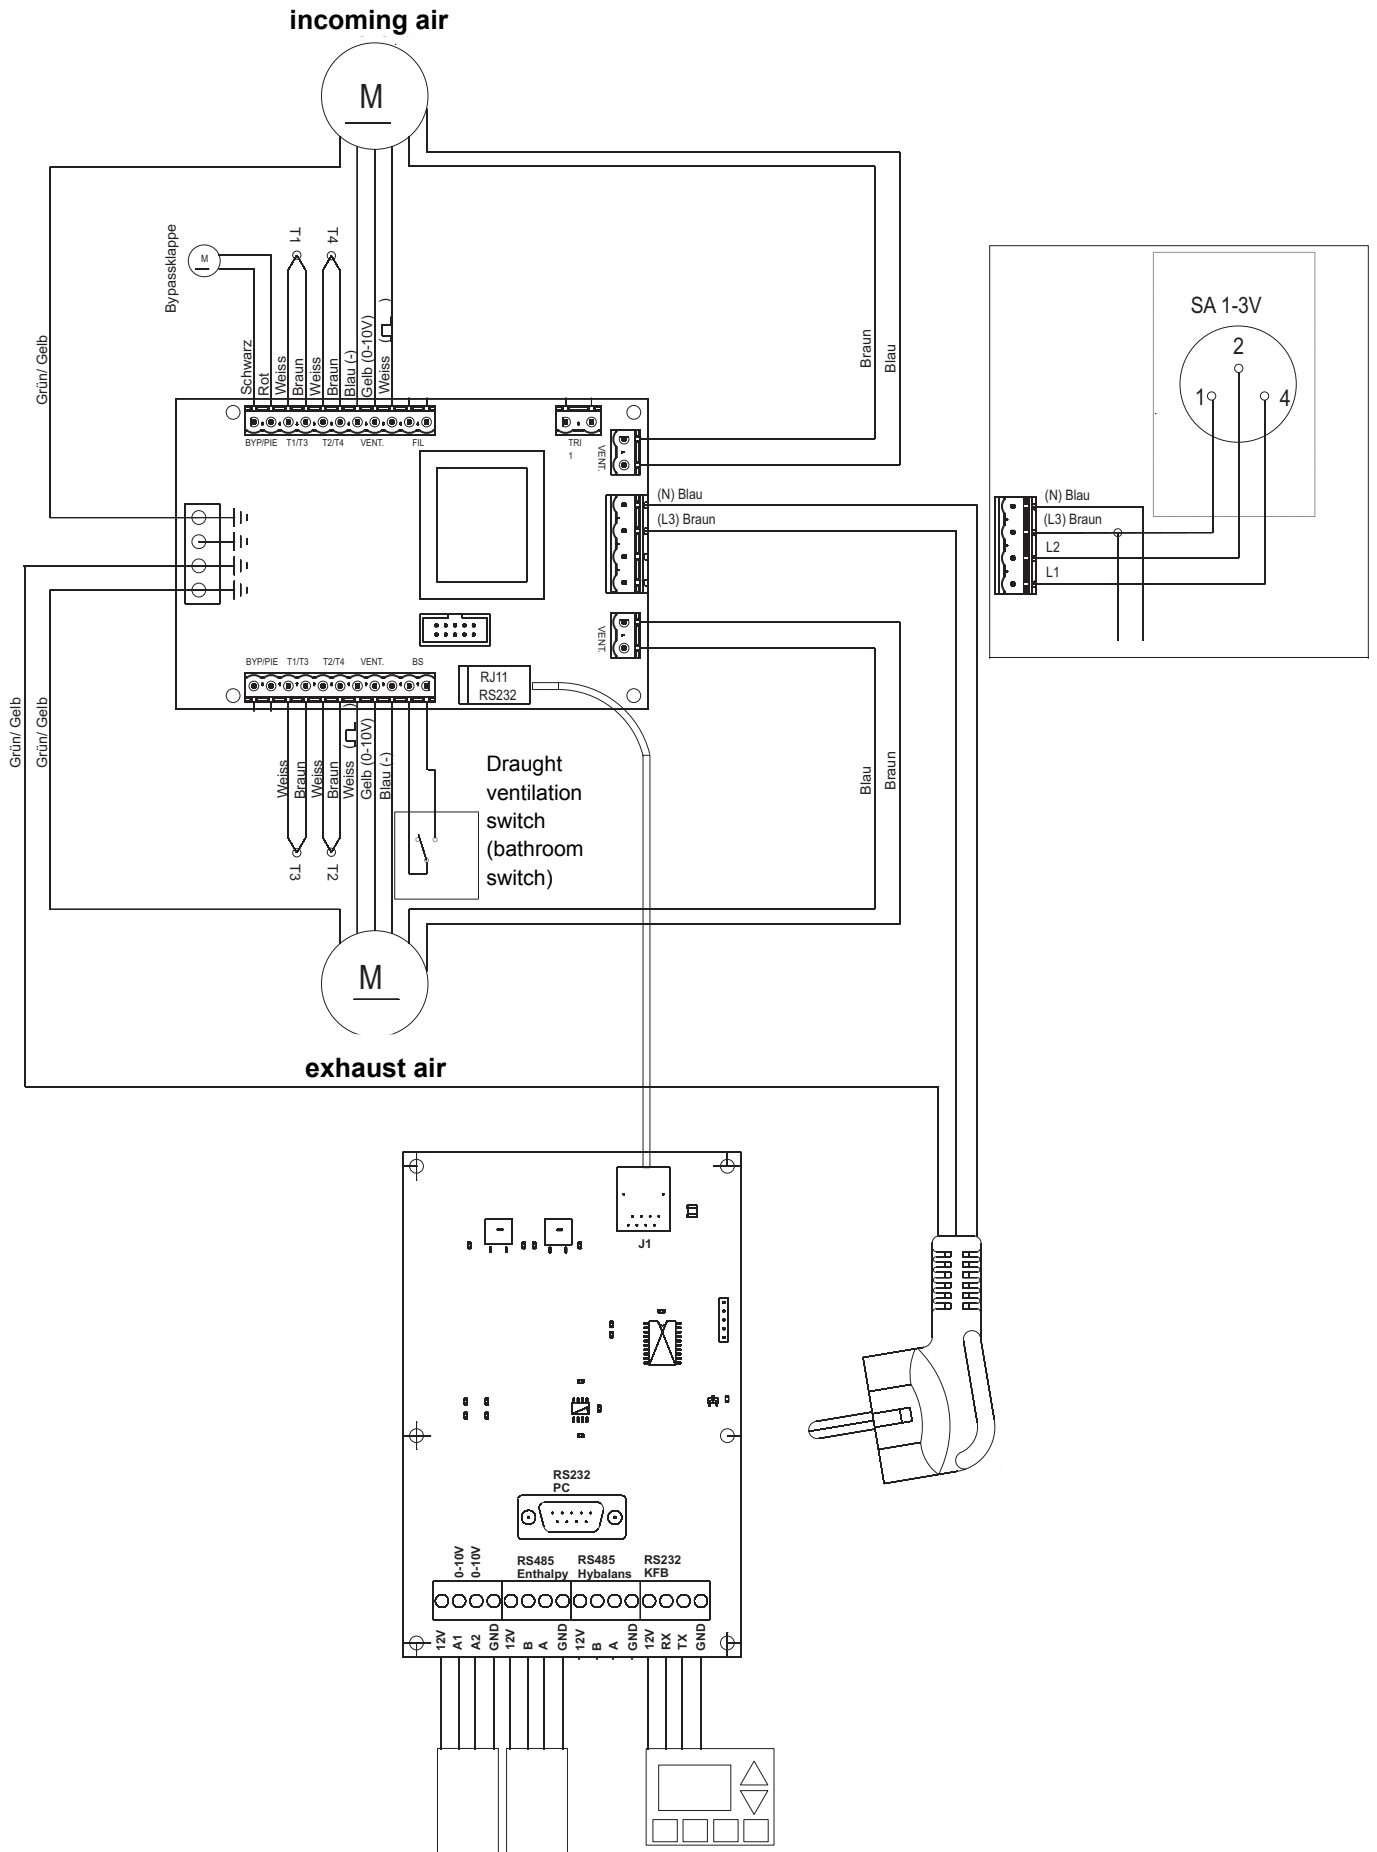 incoming air
M
Bypassklappe
M
T1
T4
Grün/ Gelb
Schwarz
Rot
Weiss
Braun
Weiss
Braun
Blau (-)
Gelb (0-10V)
Weiss ( )
Braun
Blau
BYP/PIE T1/T3 T2/T4 VENT. FIL
TRI
1
VENT.
(N) Blau
(L3) Braun
SA 1-3V
2
1
4
(N) Blau
(L3) Braun
L2
L1
VENT.
BYP/PIE T1/T3 T2/T4 VENT. BS
RJ11
RS232
Grün/ Gelb
Grün/ Gelb
Weiss
Braun
Weiss
Braun
Weiss ( )
Gelb (0-10V)
Blau (-)
T3
T2
Draught
ventilation
switch
(bathroom
switch)
Blau
Braun
M
exhaust air
J1
RS232
PC
0-10V
0-10V
RS485
Enthalpy
RS485
Hybalans
RS232
KFB
12V
A1
A2
GND
12V
B
A
GND
12V
B
A
GND
12V
RX
TX
GND